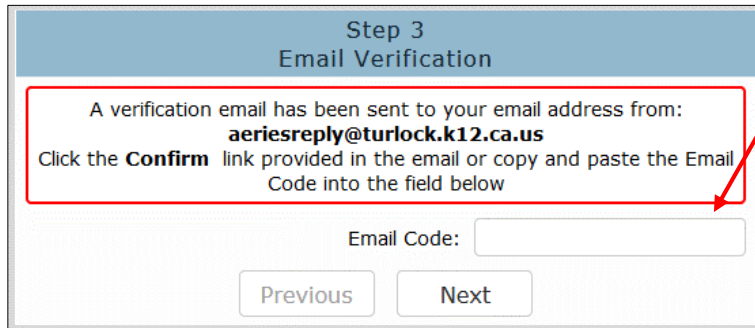 Step 3
Email Verification
A verification email has been sent to your email address from:
aeriesreply@turlock.k12.ca.us
Click the Confirm link provided in the email or copy and paste the Email
Code into the field below
Email Code:
Previous
Next